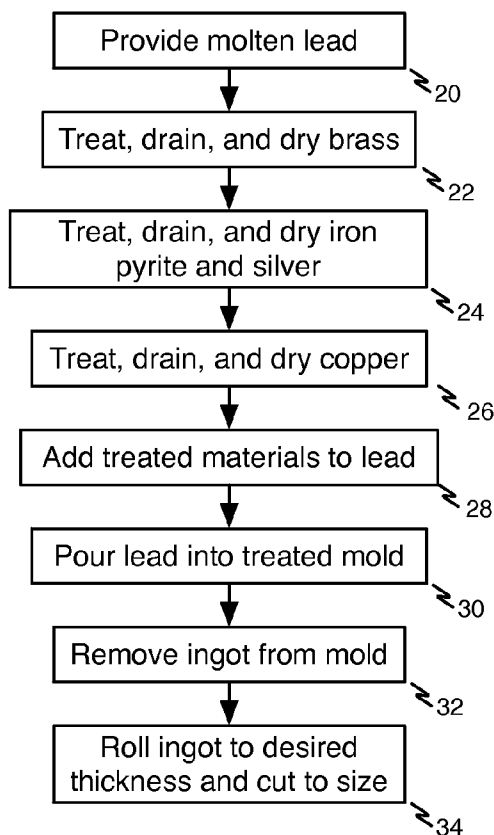 Provide molten lead
20
Treat, drain, and dry brass
22
Treat, drain, and dry iron
pyrite and silver
24
Treat, drain, and dry copper
26
Add treated materials to lead
28
Pour lead into treated mold
30
Remove ingot from mold
32
Roll ingot to desired
thickness and cut to size
34